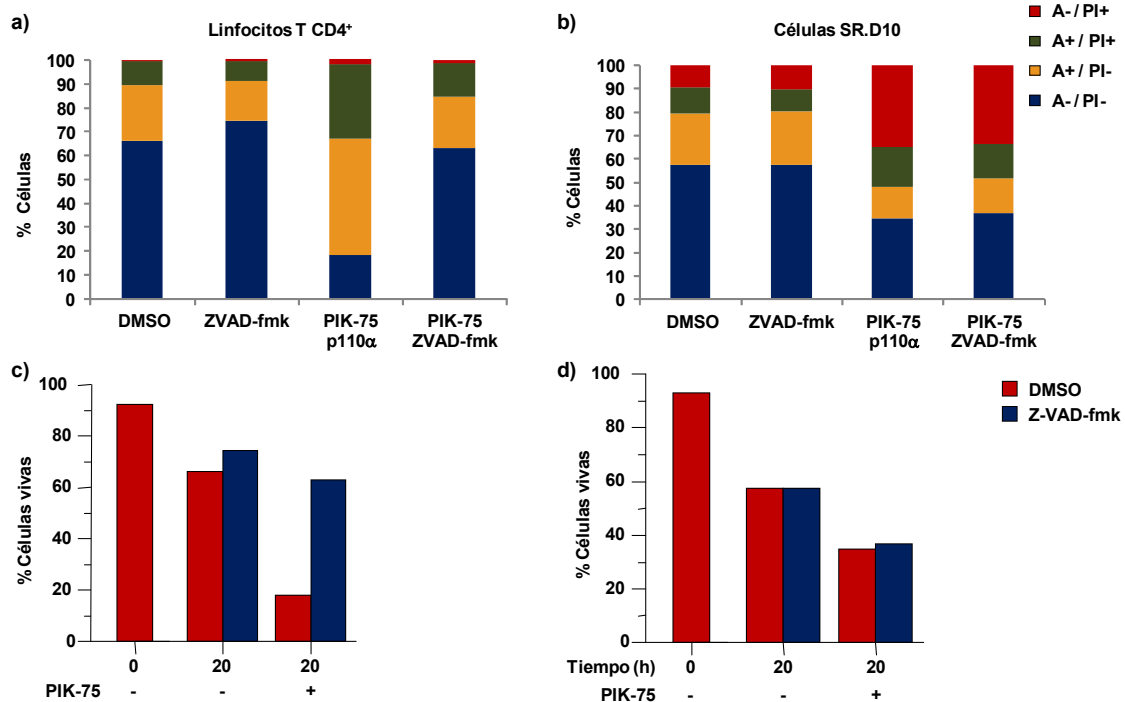 a)
Linfocitos T CD4⁺
% Células
100
90
80
70
60
50
40
30
20
10
0
DMSO
ZVAD-fmk
PIK-75
p110α
PIK-75
ZVAD-fmk
b)
Células SR.D10
% Células
100
90
80
70
60
50
40
30
20
10
0
DMSO
ZVAD-fmk
PIK-75
p110α
PIK-75
ZVAD-fmk
A- / PI+
A+ / PI+
A+ / PI-
A- / PI -
c)
% Células vivas
100
80
60
40
20
0
0 20 20
PIK-75 - - +
d)
% Células vivas
100
80
60
40
20
0
Tiempo (h) 0 20 20
PIK-75 - - +
DMSO
Z-VAD-fmk